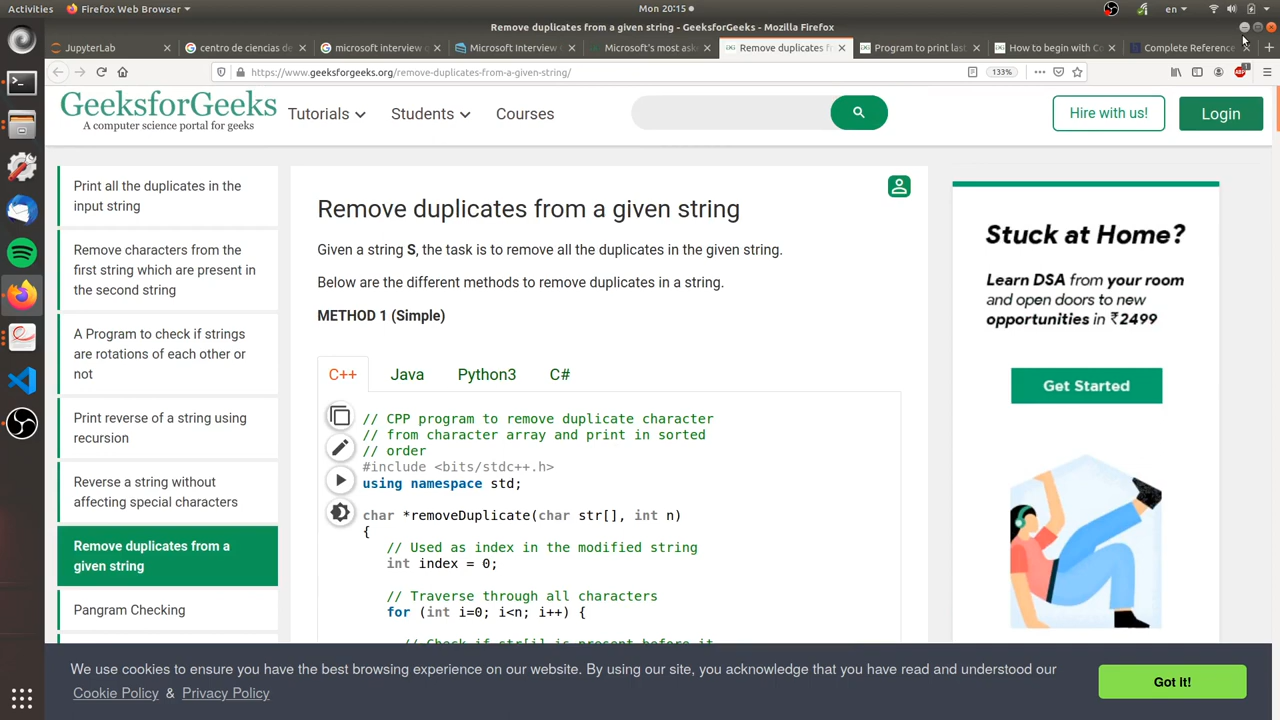 Activities
Firefox Web Browser
Mon 20:15
en
Remove duplicates from a given string - GeeksforGeeks - Mozilla Firefox
JupyterLab
centro de ciencias de
microsoft interview q
Microsoft Interview
Microsoft's most aske
Remove duplicates fr
Program to print last
How to begin with Co
Complete Reference
https://www.geeksforgeeks.org/remove-duplicates-from-a-given-string/
133%
ABP
1
GeeksforGeeks
A computer science portal for geeks
Tutorials
Students
Courses
Hire with us!
Login
Print all the duplicates in the
input string
Remove characters from the
first string which are present in
the second string
A Program to check if strings
are rotations of each other or
not
Print reverse of a string using
recursion
Reverse a string without
affecting special characters
Remove duplicates from a
given string
Pangram Checking
Remove duplicates from a given string
Given a string S, the task is to remove all the duplicates in the given string.
Below are the different methods to remove duplicates in a string.
METHOD 1 (Simple)
C++
Java
Python3
C#
// CPP program to remove duplicate character
// from character array and print in sorted
// order
#include <bits/stdc++.h>
using namespace std;
char *removeDuplicate(char str[], int n)
{
// Used as index in the modified string
int index = 0;
// Traverse through all characters
for (int i=0; i<n; i++) {
// Check if str[i] is present before it
Stuck at Home?
Learn DSA from your room
and open doors to new
opportunities in ₹2499
Get Started
We use cookies to ensure you have the best browsing experience on our website. By using our site, you acknowledge that you have read and understood our
Cookie Policy & Privacy Policy
Got It!